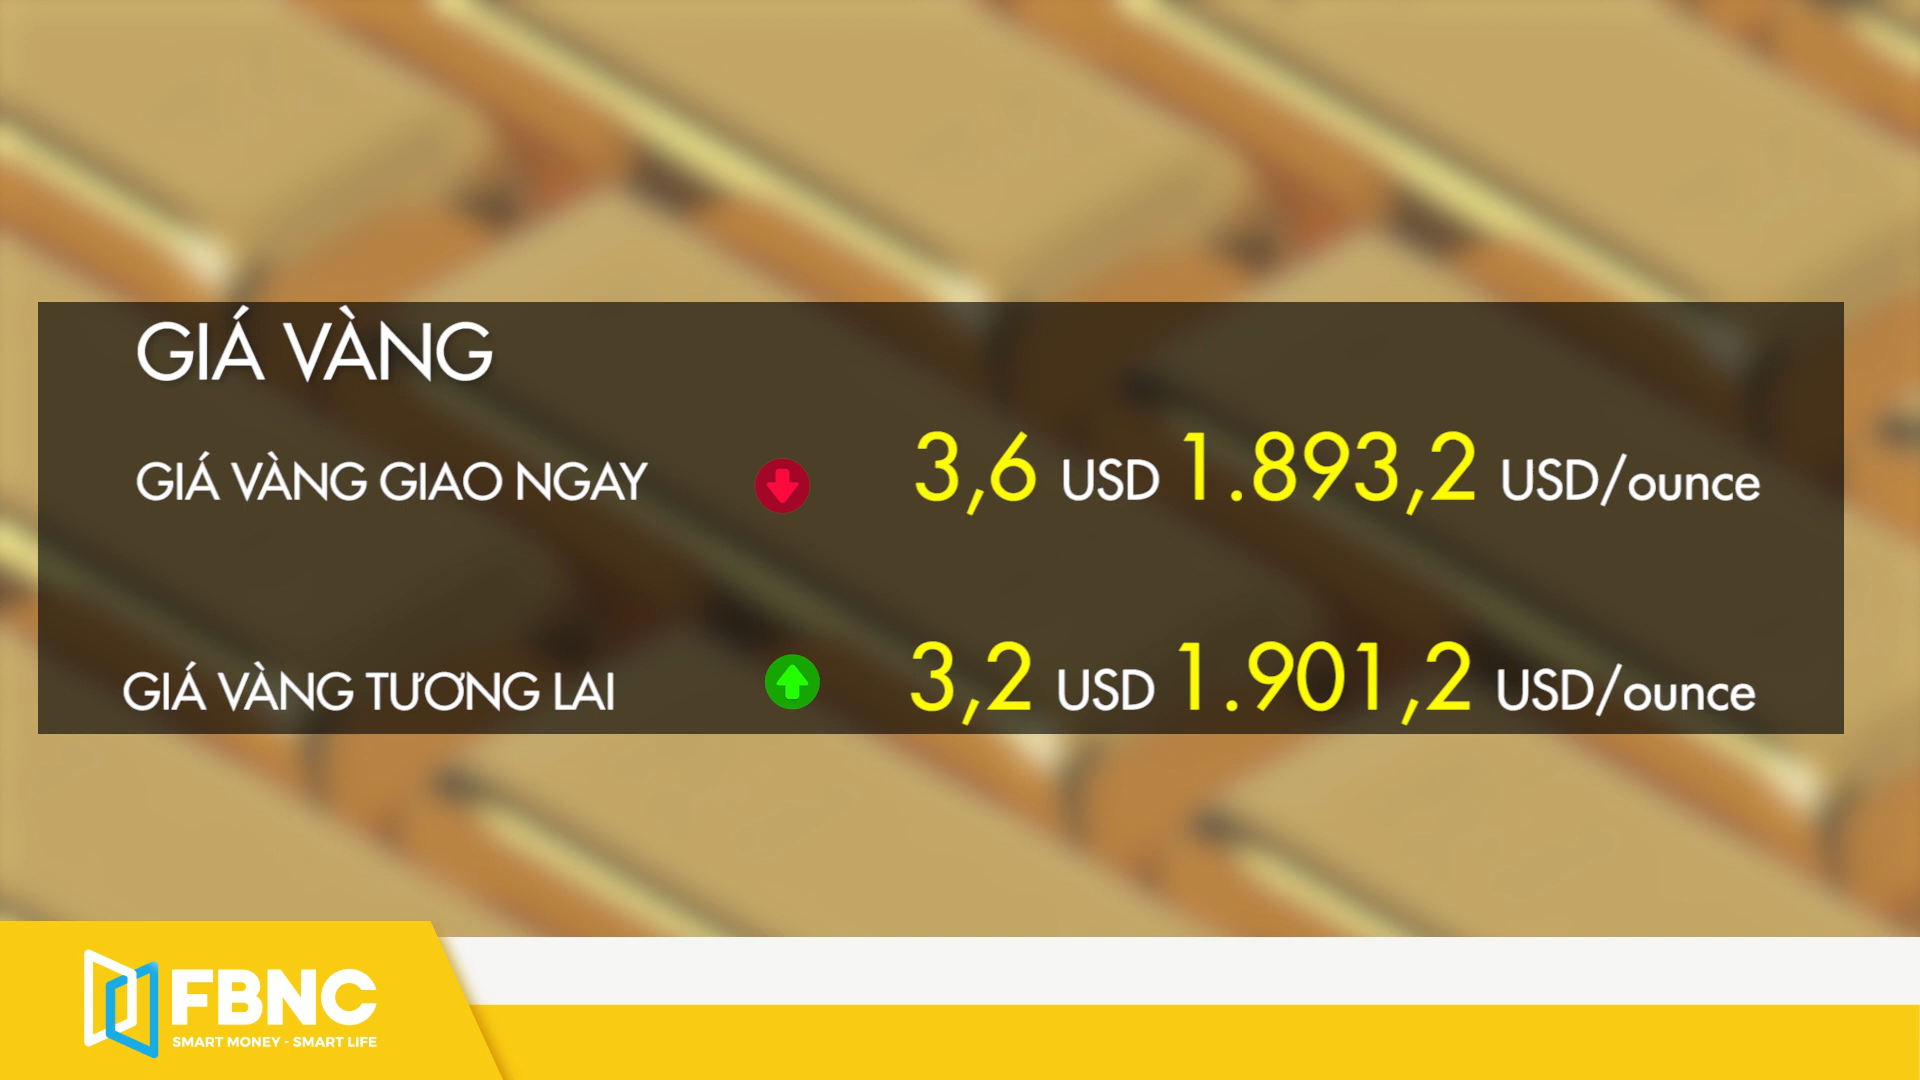 GIÁ VÀNG
GIÁ VÀNG GIAO NGAY 3,6 USD 1.893,2 USD/ounce
GIÁ VÀNG TƯƠNG LAI 3,2 USD 1.901,2 USD/ounce
FBNC
SMART MONEY - SMART LIFE